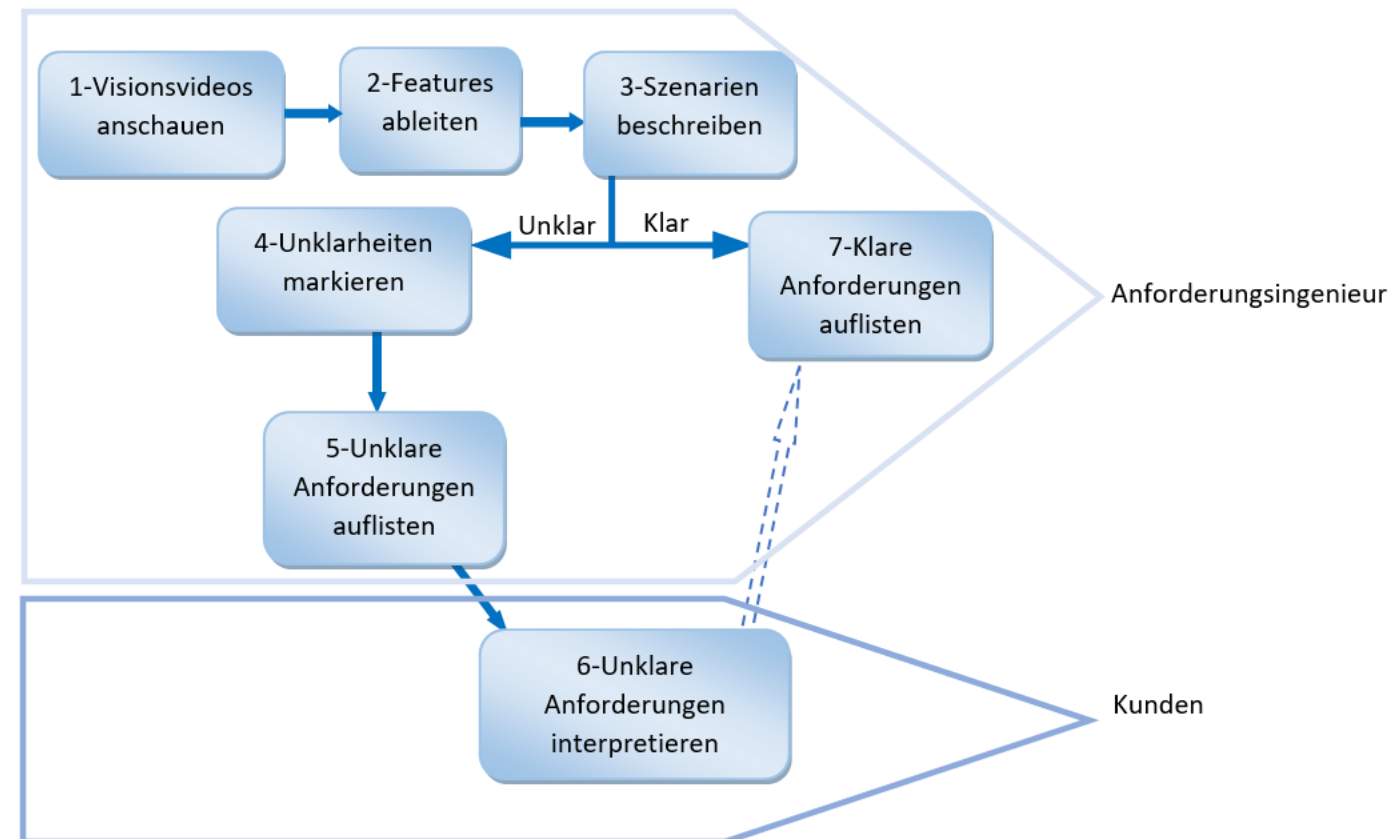 1-Visionsvideos
anschauen
2-Features
ableiten
3-Szenarien
beschreiben
Unklar
Klar
4-Unklarheiten
markieren
7-Klare
Anforderungen
auflisten
Anforderungsingenieur
5-Unklare
Anforderungen
auflisten
6-Unklare
Anforderungen
interpretieren
Kunden